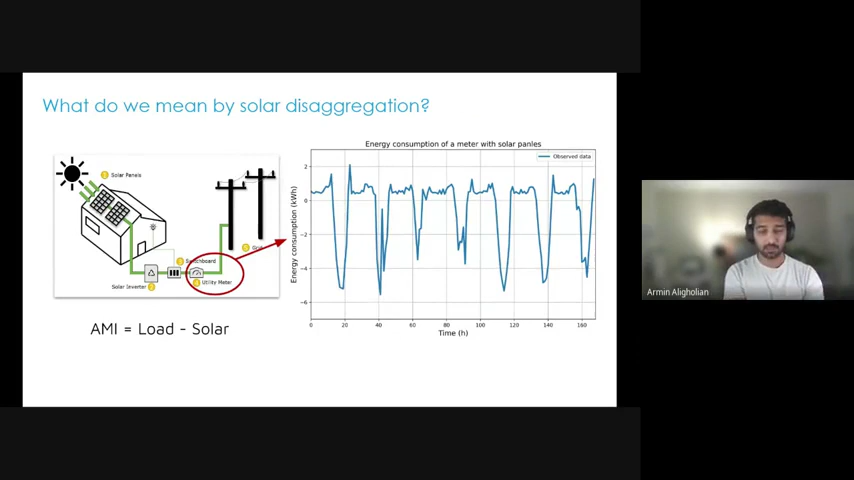 What do we mean by solar disaggregation?
Solar Panels
Switchboard
Grid
Utility Meter
Solar Inverter
AMI = Load - Solar
Energy consumption of a meter with solar panles
Observed data
Energy consumption (kWh)
2
0
−2
−4
−6
0
20
40
60
80
100
120
140
160
Time (h)
Armin Aligholian